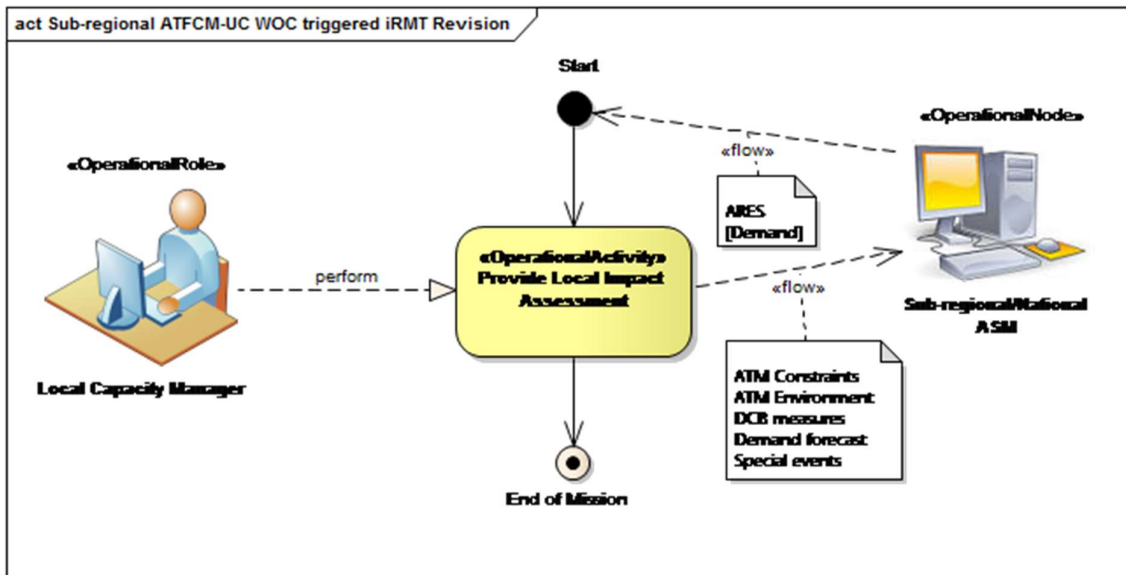 act Sub-regional ATFCM-UC WOC triggered iRMT Revision
Start
«OperationalNode»
«flow»
«OperationalRole»
ARES
[Demand]
«OperationalActivity»
Provide Local Impact
Assessment
perform
«flow»
Sub-regional/National
ASM
Local Capacity Manager
ATM Constraints
ATM Environment
DCB measures
Demand forecast
Special events
End of Mission